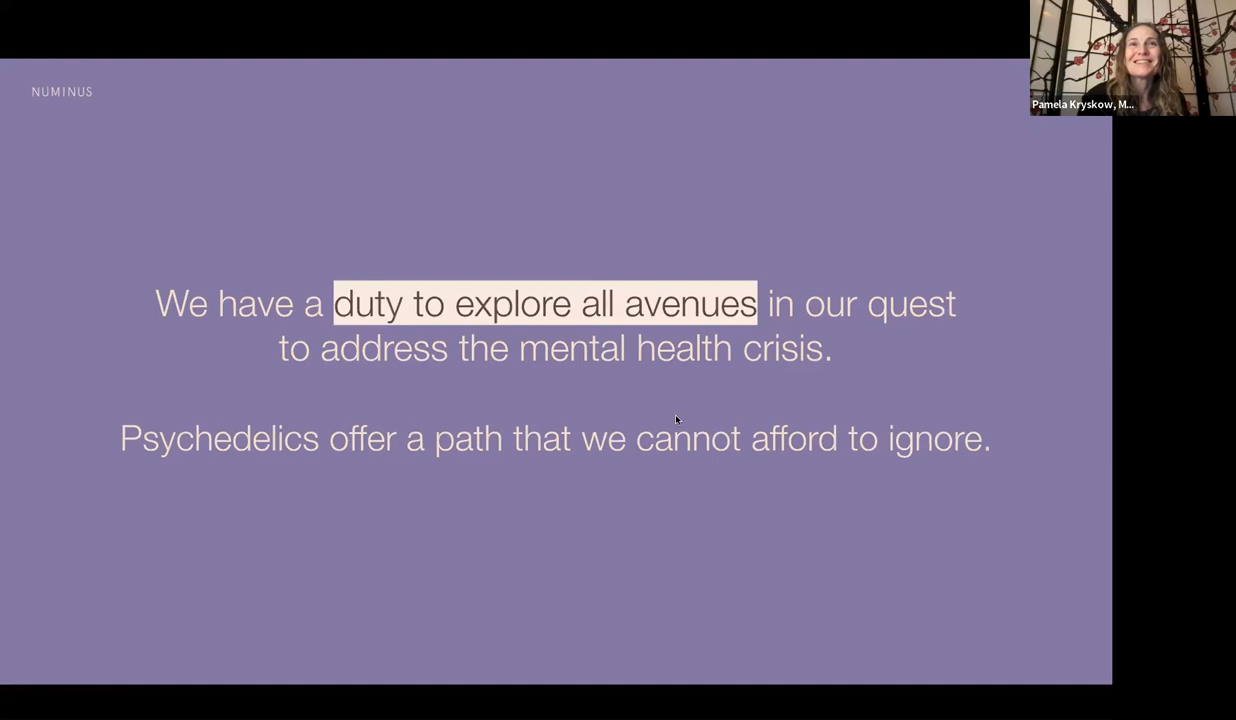 NUMINUS
Pamela Kryskow, M...
We have a duty to explore all avenues in our quest
to address the mental health crisis.
Psychedelics offer a path that we cannot afford to ignore.